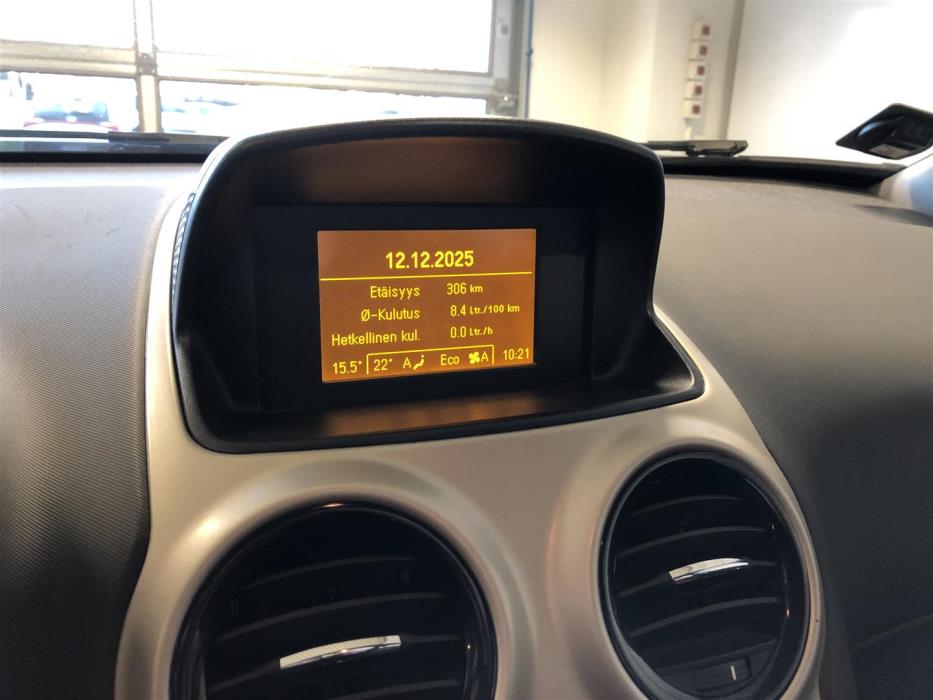 12.12.2025
Etäisyys 306 km
Ø-Kulutus 8.4 Ltr./100 km
Hetkellinen kul. 0.0 Ltr./h
15.5° 22° A Eco A 10:21